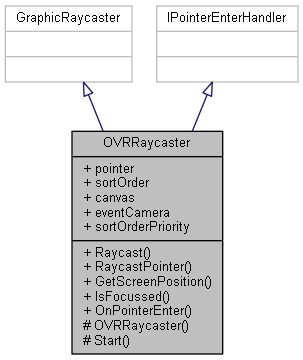 GraphicRaycaster
IPointerEnterHandler
OVRRaycaster
+ pointer
+ sortOrder
+ canvas
+ eventCamera
+ sortOrderPriority
+ Raycast()
+ RaycastPointer()
+ GetScreenPosition()
+ IsFocussed()
+ OnPointerEnter()
# OVRRaycaster()
# Start()